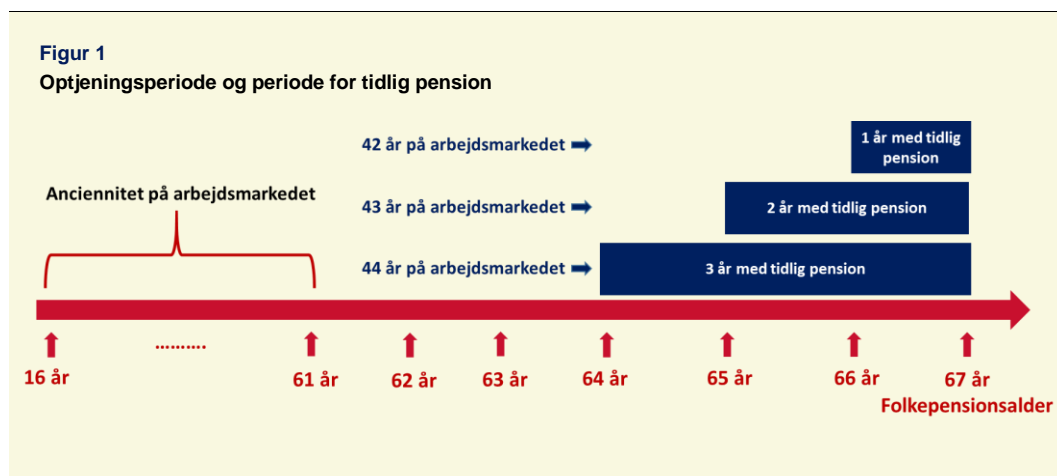 Figur 1
Optjeningsperiode og periode for tidlig pension
42 år på arbejdsmarkedet
1 år med tidlig
pension
Anciennitet på arbejdsmarkedet
43 år på arbejdsmarkedet
2 år med tidlig pension
44 år på arbejdsmarkedet
3 år med tidlig pension
..........
16 år
61 år
62 år
63 år
64 år
65 år
66 år
67 år
Folkepensionsalder